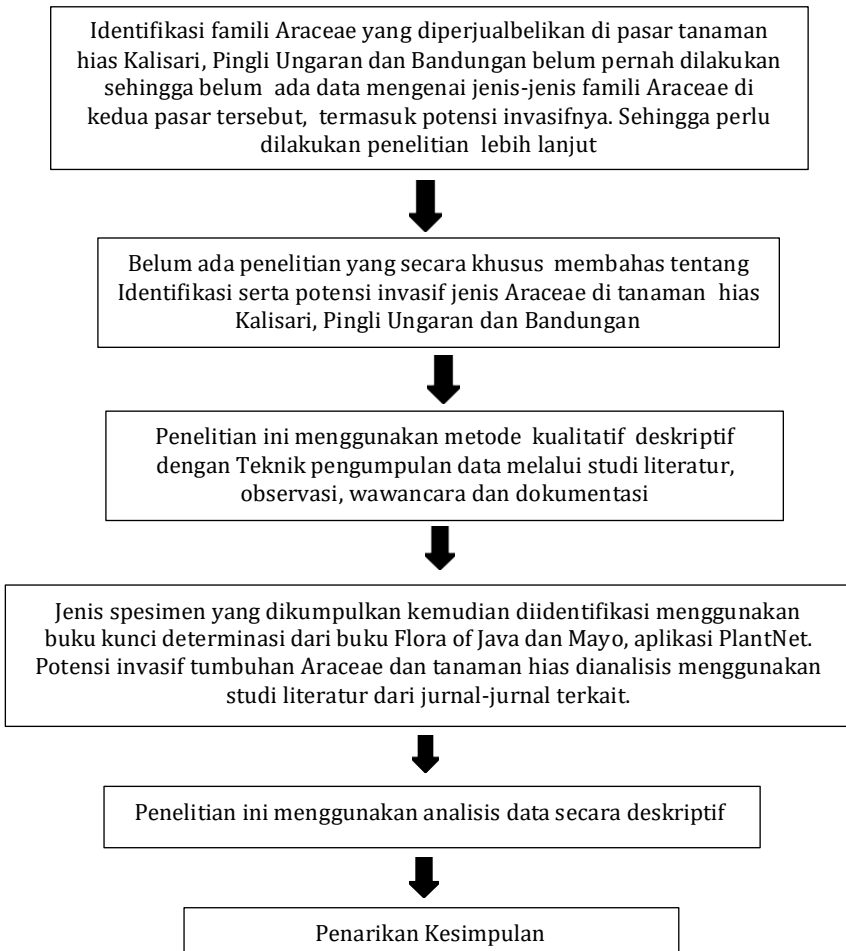 Identifikasi famili Araceae yang diperjualbelikan di pasar tanaman
hias Kalisari, Pingli Ungaran dan Bandungan belum pernah dilakukan
sehingga belum ada data mengenai jenis-jenis famili Araceae di
kedua pasar tersebut, termasuk potensi invasifnya. Sehingga perlu
dilakukan penelitian lebih lanjut
Belum ada penelitian yang secara khusus membahas tentang
Identifikasi serta potensi invasif jenis Araceae di tanaman hias
Kalisari, Pingli Ungaran dan Bandungan
Penelitian ini menggunakan metode kualitatif deskriptif
dengan Teknik pengumpulan data melalui studi literatur,
observasi, wawancara dan dokumentasi
Jenis spesimen yang dikumpulkan kemudian diidentifikasi menggunakan
buku kunci determinasi dari buku Flora of Java dan Mayo, aplikasi PlantNet.
Potensi invasif tumbuhan Araceae dan tanaman hias dianalisis menggunakan
studi literatur dari jurnal-jurnal terkait.
Penelitian ini menggunakan analisis data secara deskriptif
Penarikan Kesimpulan